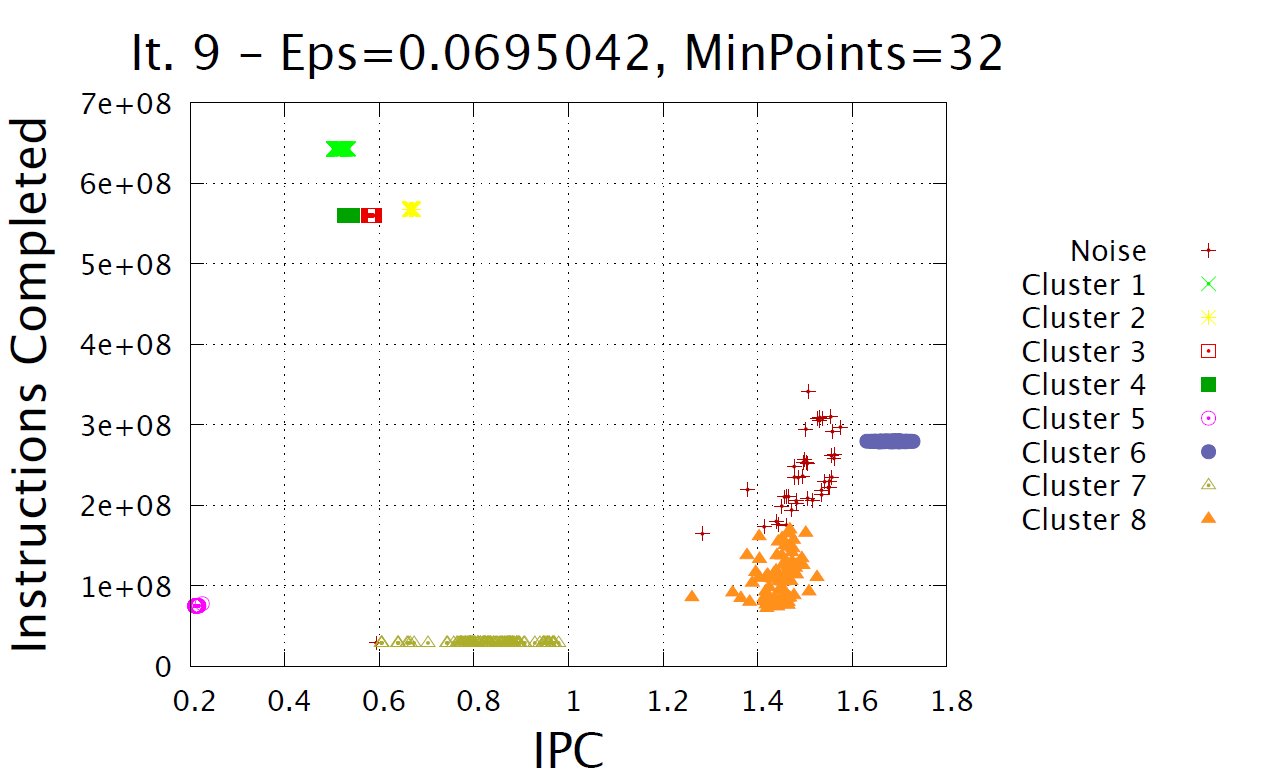 It. 9 – Eps=0.0695042, MinPoints=32
Instructions Completed
7e+08
6e+08
5e+08
4e+08
3e+08
2e+08
1e+08
0
0.2 0.4 0.6 0.8 1 1.2 1.4 1.6 1.8
IPC
Noise
Cluster 1
Cluster 2
Cluster 3
Cluster 4
Cluster 5
Cluster 6
Cluster 7
Cluster 8